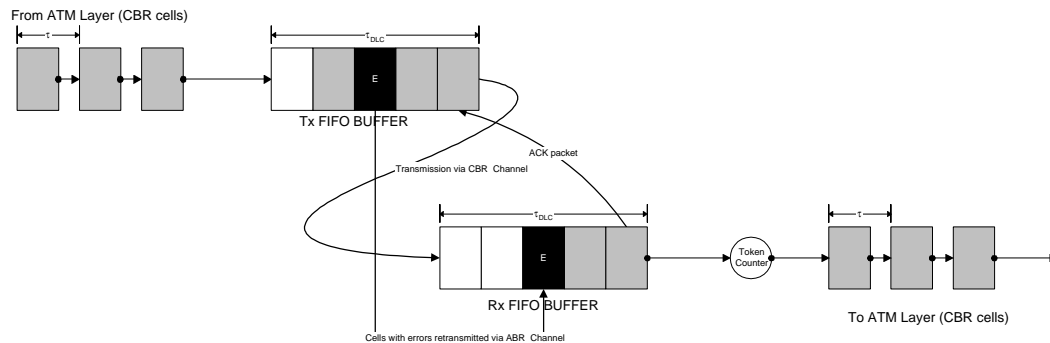 From ATM Layer (CBR cells)
τ
τDLC
E
Tx FIFO BUFFER
ACK packet
Transmission via CBR Channel
τDLC
τ
E
Token
Counter
Rx FIFO BUFFER
To ATM Layer (CBR cells)
Cells with errors retransmitted via ABR Channel